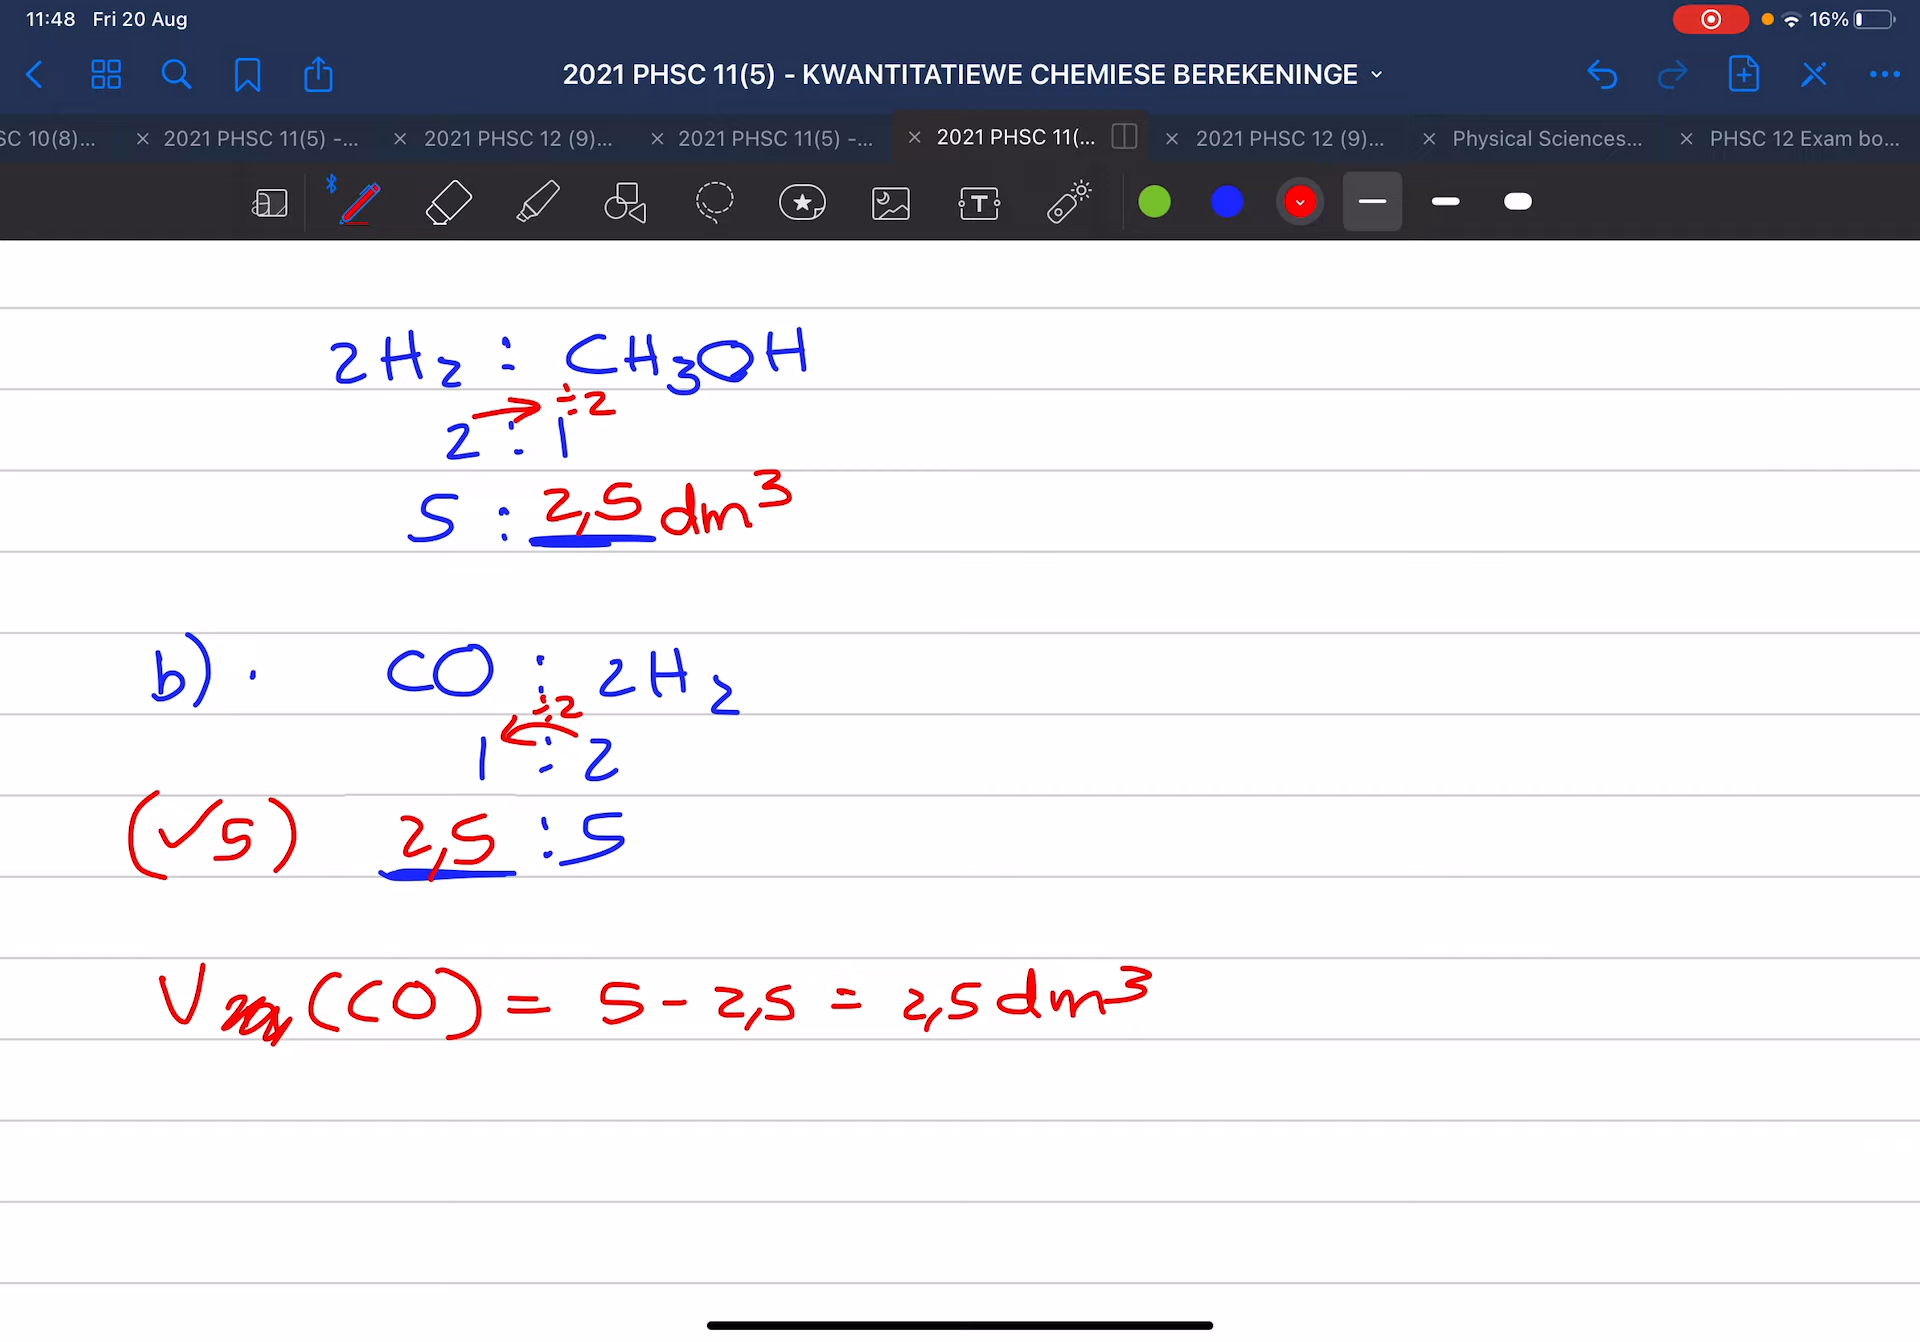 11:48 Fri 20 Aug 16%
2021 PHSC 11(5) - KWANTITATIEWE CHEMIESE BEREKENINGE
SC 10(8)... 2021 PHSC 11(5) -... 2021 PHSC 12 (9)... 2021 PHSC 11(5) -... 2021 PHSC 11(... 2021 PHSC 12 (9)... Physical Sciences... PHSC 12 Exam bo...
2H₂ : CH₃OH
÷2
2 : 1
5 : 2,5 dm³
b) . CO : 2H₂
÷2
1 : 2
(✓5) 2,5 : 5
V (CO) = 5 - 2,5 = 2,5 dm³